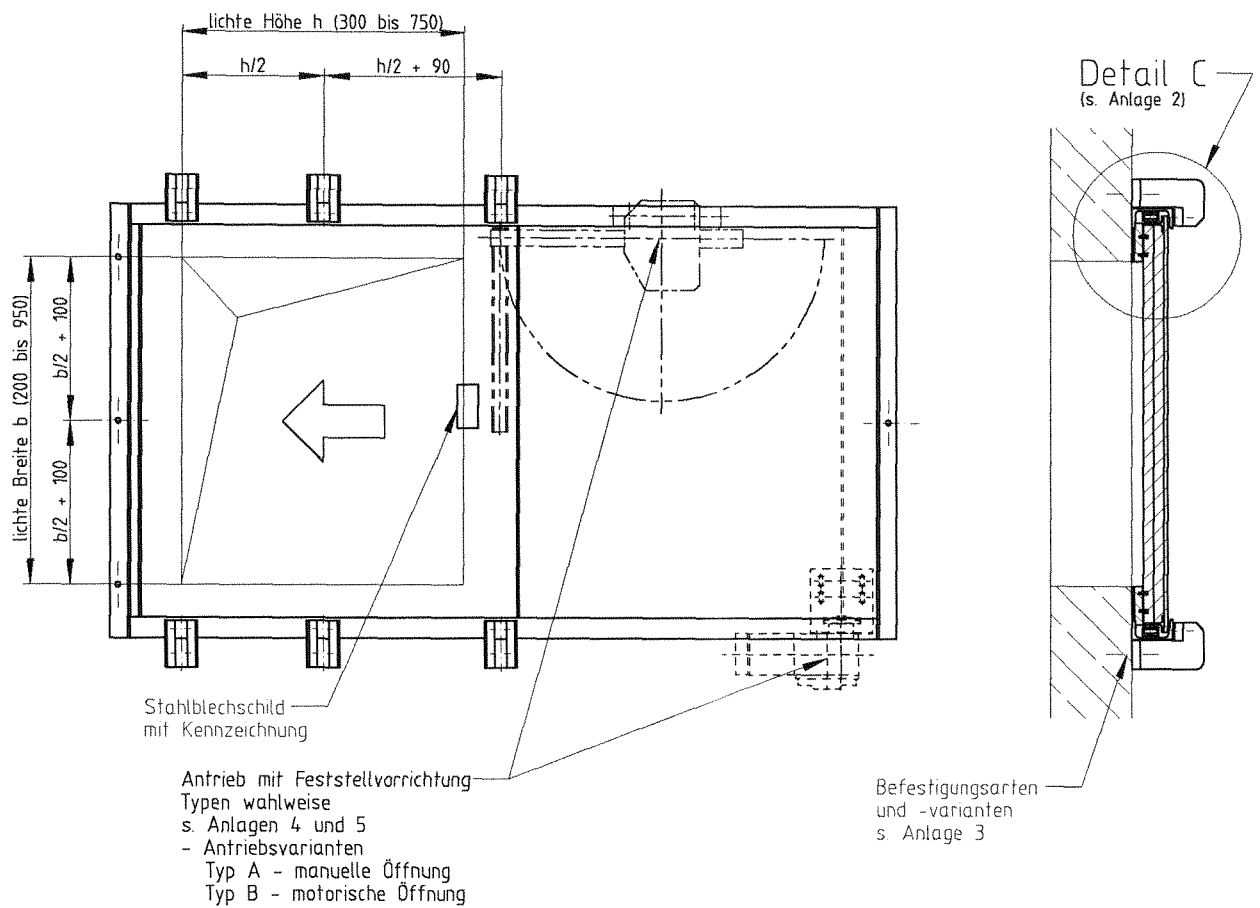 lichte Höhe h (300 bis 750)
h/2
h/2 + 90
Detail C
(s. Anlage 2)
lichte Breite b (200 bis 950)
b/2 + 100
b/2 + 100
Stahlblechschild
mit Kennzeichnung
Antrieb mit Feststellvorrichtung
Typen wahlweise
s. Anlagen 4 und 5
- Antriebsvarianten
Typ A - manuelle Öffnung
Typ B - motorische Öffnung
Befestigungsarten
und -varianten
s. Anlage 3